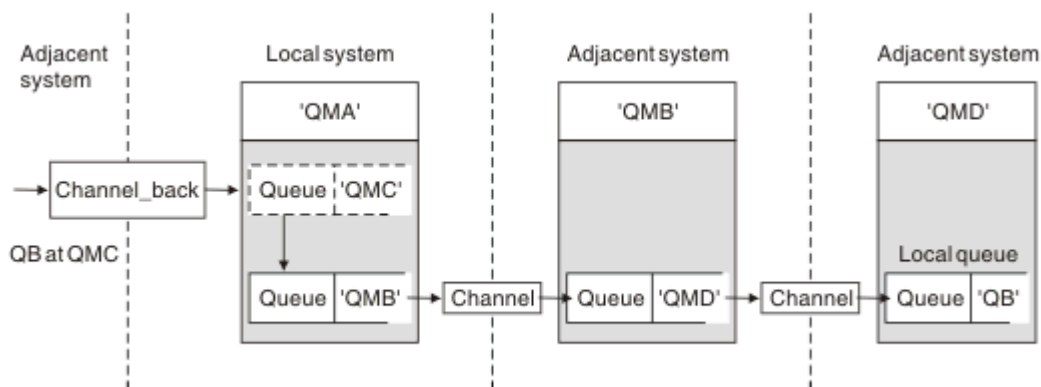 Adjacent
system
Local system
Adjacent system
Adjacent system
'QMA'
'QMB'
'QMD'
Channel_back
Queue 'QMC'
QB at QMC
Local queue
Queue 'QMB'
Channel
Queue 'QMD'
Channel
Queue 'QB'